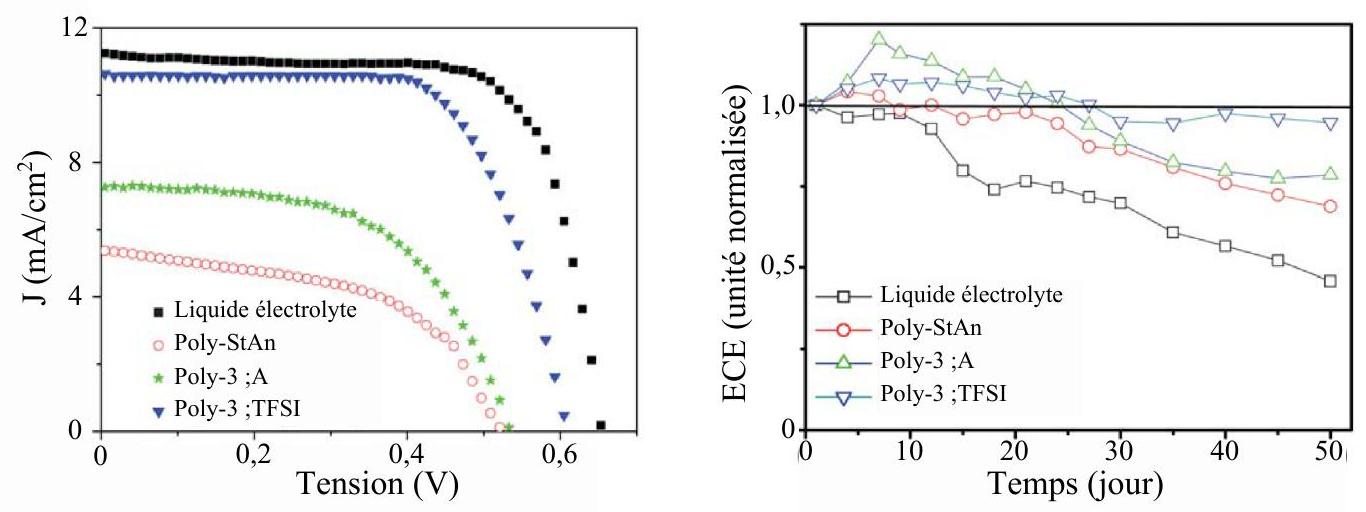 12
8
4
0
J (mA/cm²)
Liquide électrolyte
Poly-StAn
Poly-3 ;A
Poly-3 ;TFSI
0 0,2 0,4 0,6
Tension (V)
1,0
0,5
0
ECE (unité normalisée)
Liquide électrolyte
Poly-StAn
Poly-3 ;A
Poly-3 ;TFSI
0 10 20 30 40 50
Temps (jour)